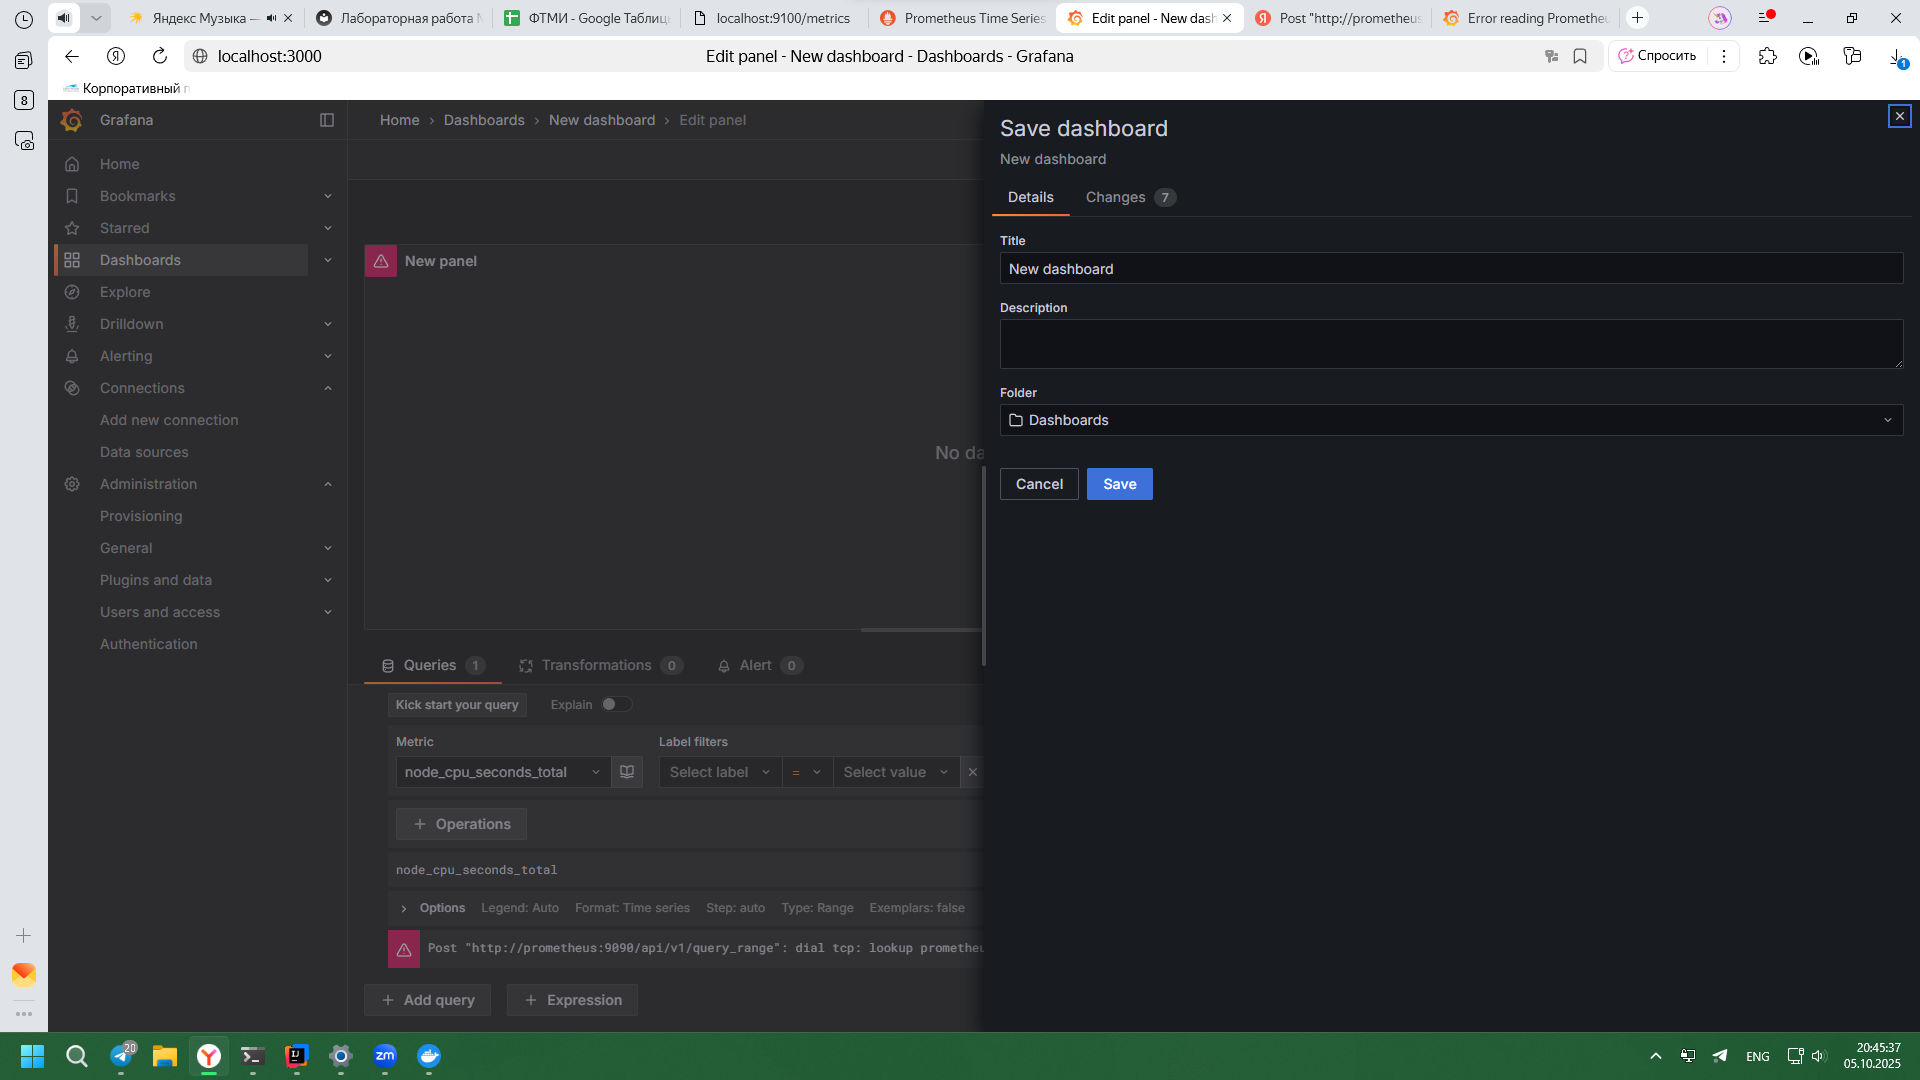 Яндекс Музыка —
Лабораторная работа
ФТМИ - Google Таблиц
localhost:9100/metrics
Prometheus Time Series
Edit panel - New dash
Post "http://prometheus
Error reading Prometheu
localhost:3000
Edit panel - New dashboard - Dashboards - Grafana
Спросить
1
Корпоративный
8
Grafana
Home › Dashboards › New dashboard › Edit panel
Home
Bookmarks
Starred
Dashboards
Explore
Drilldown
Alerting
Connections
Add new connection
Data sources
Administration
Provisioning
General
Plugins and data
Users and access
Authentication
New panel
No da
Queries 1
Transformations 0
Alert 0
Kick start your query
Explain
Metric
Label filters
node_cpu_seconds_total
Select label
=
Select value
+ Operations
node_cpu_seconds_total
Options Legend: Auto Format: Time series Step: auto Type: Range Exemplars: false
Post "http://prometheus:9090/api/v1/query_range": dial tcp: lookup prometheu
+ Add query
+ Expression
Save dashboard
New dashboard
Details
Changes 7
Title
New dashboard
Description
Folder
Dashboards
Cancel
Save
20
zm
ENG
20:45:37
05.10.2025